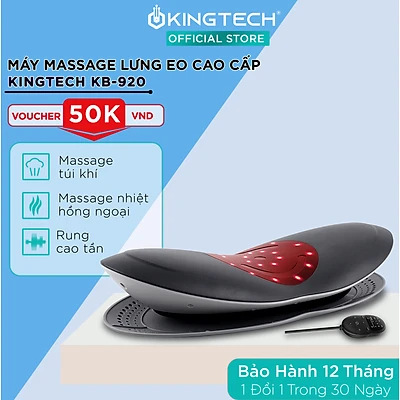 KINGTECH®
OFFICIAL STORE
MÁY MASSAGE LƯNG EO CAO CẤP
KINGTECH KB-920
VOUCHER 50K VND
Massage
túi khí
Massage nhiệt
hồng ngoại
Rung
cao tần
Bảo Hành 12 Tháng
1 Đổi 1 Trong 30 Ngày